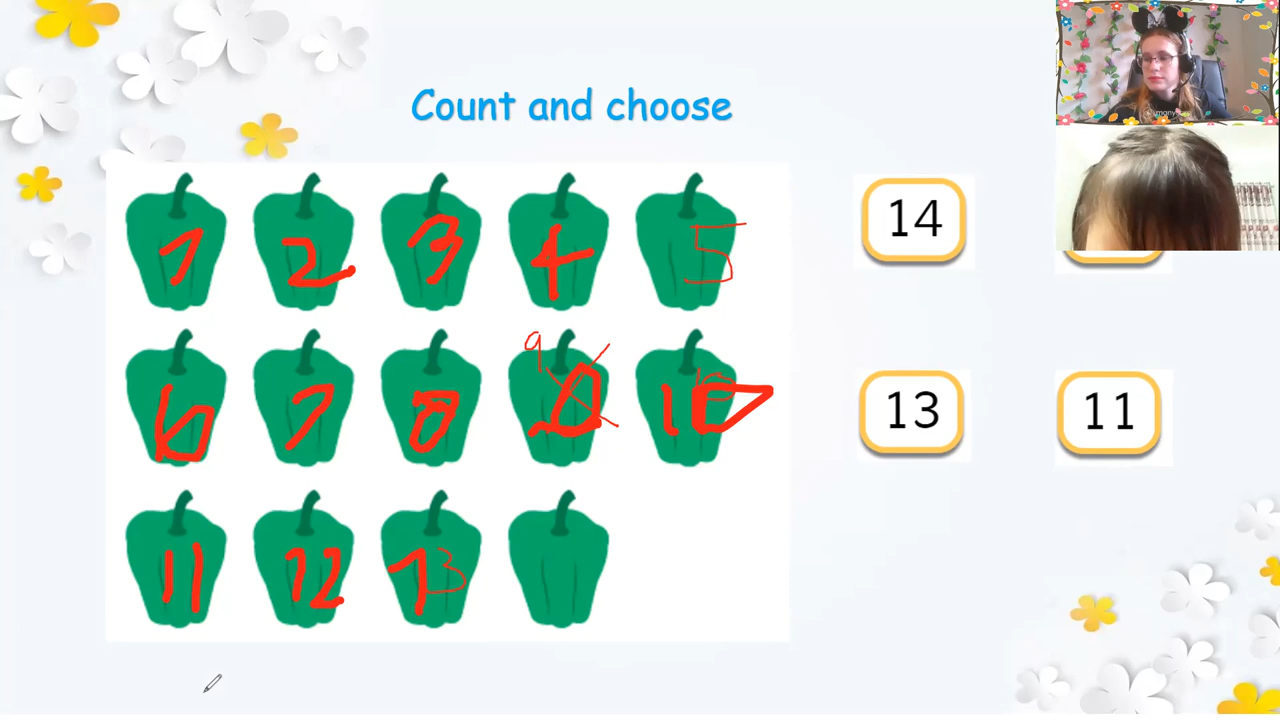 Count and choose
14
1 2 3 4 5
6 7 8 9 10 10
13 11
11 12 13